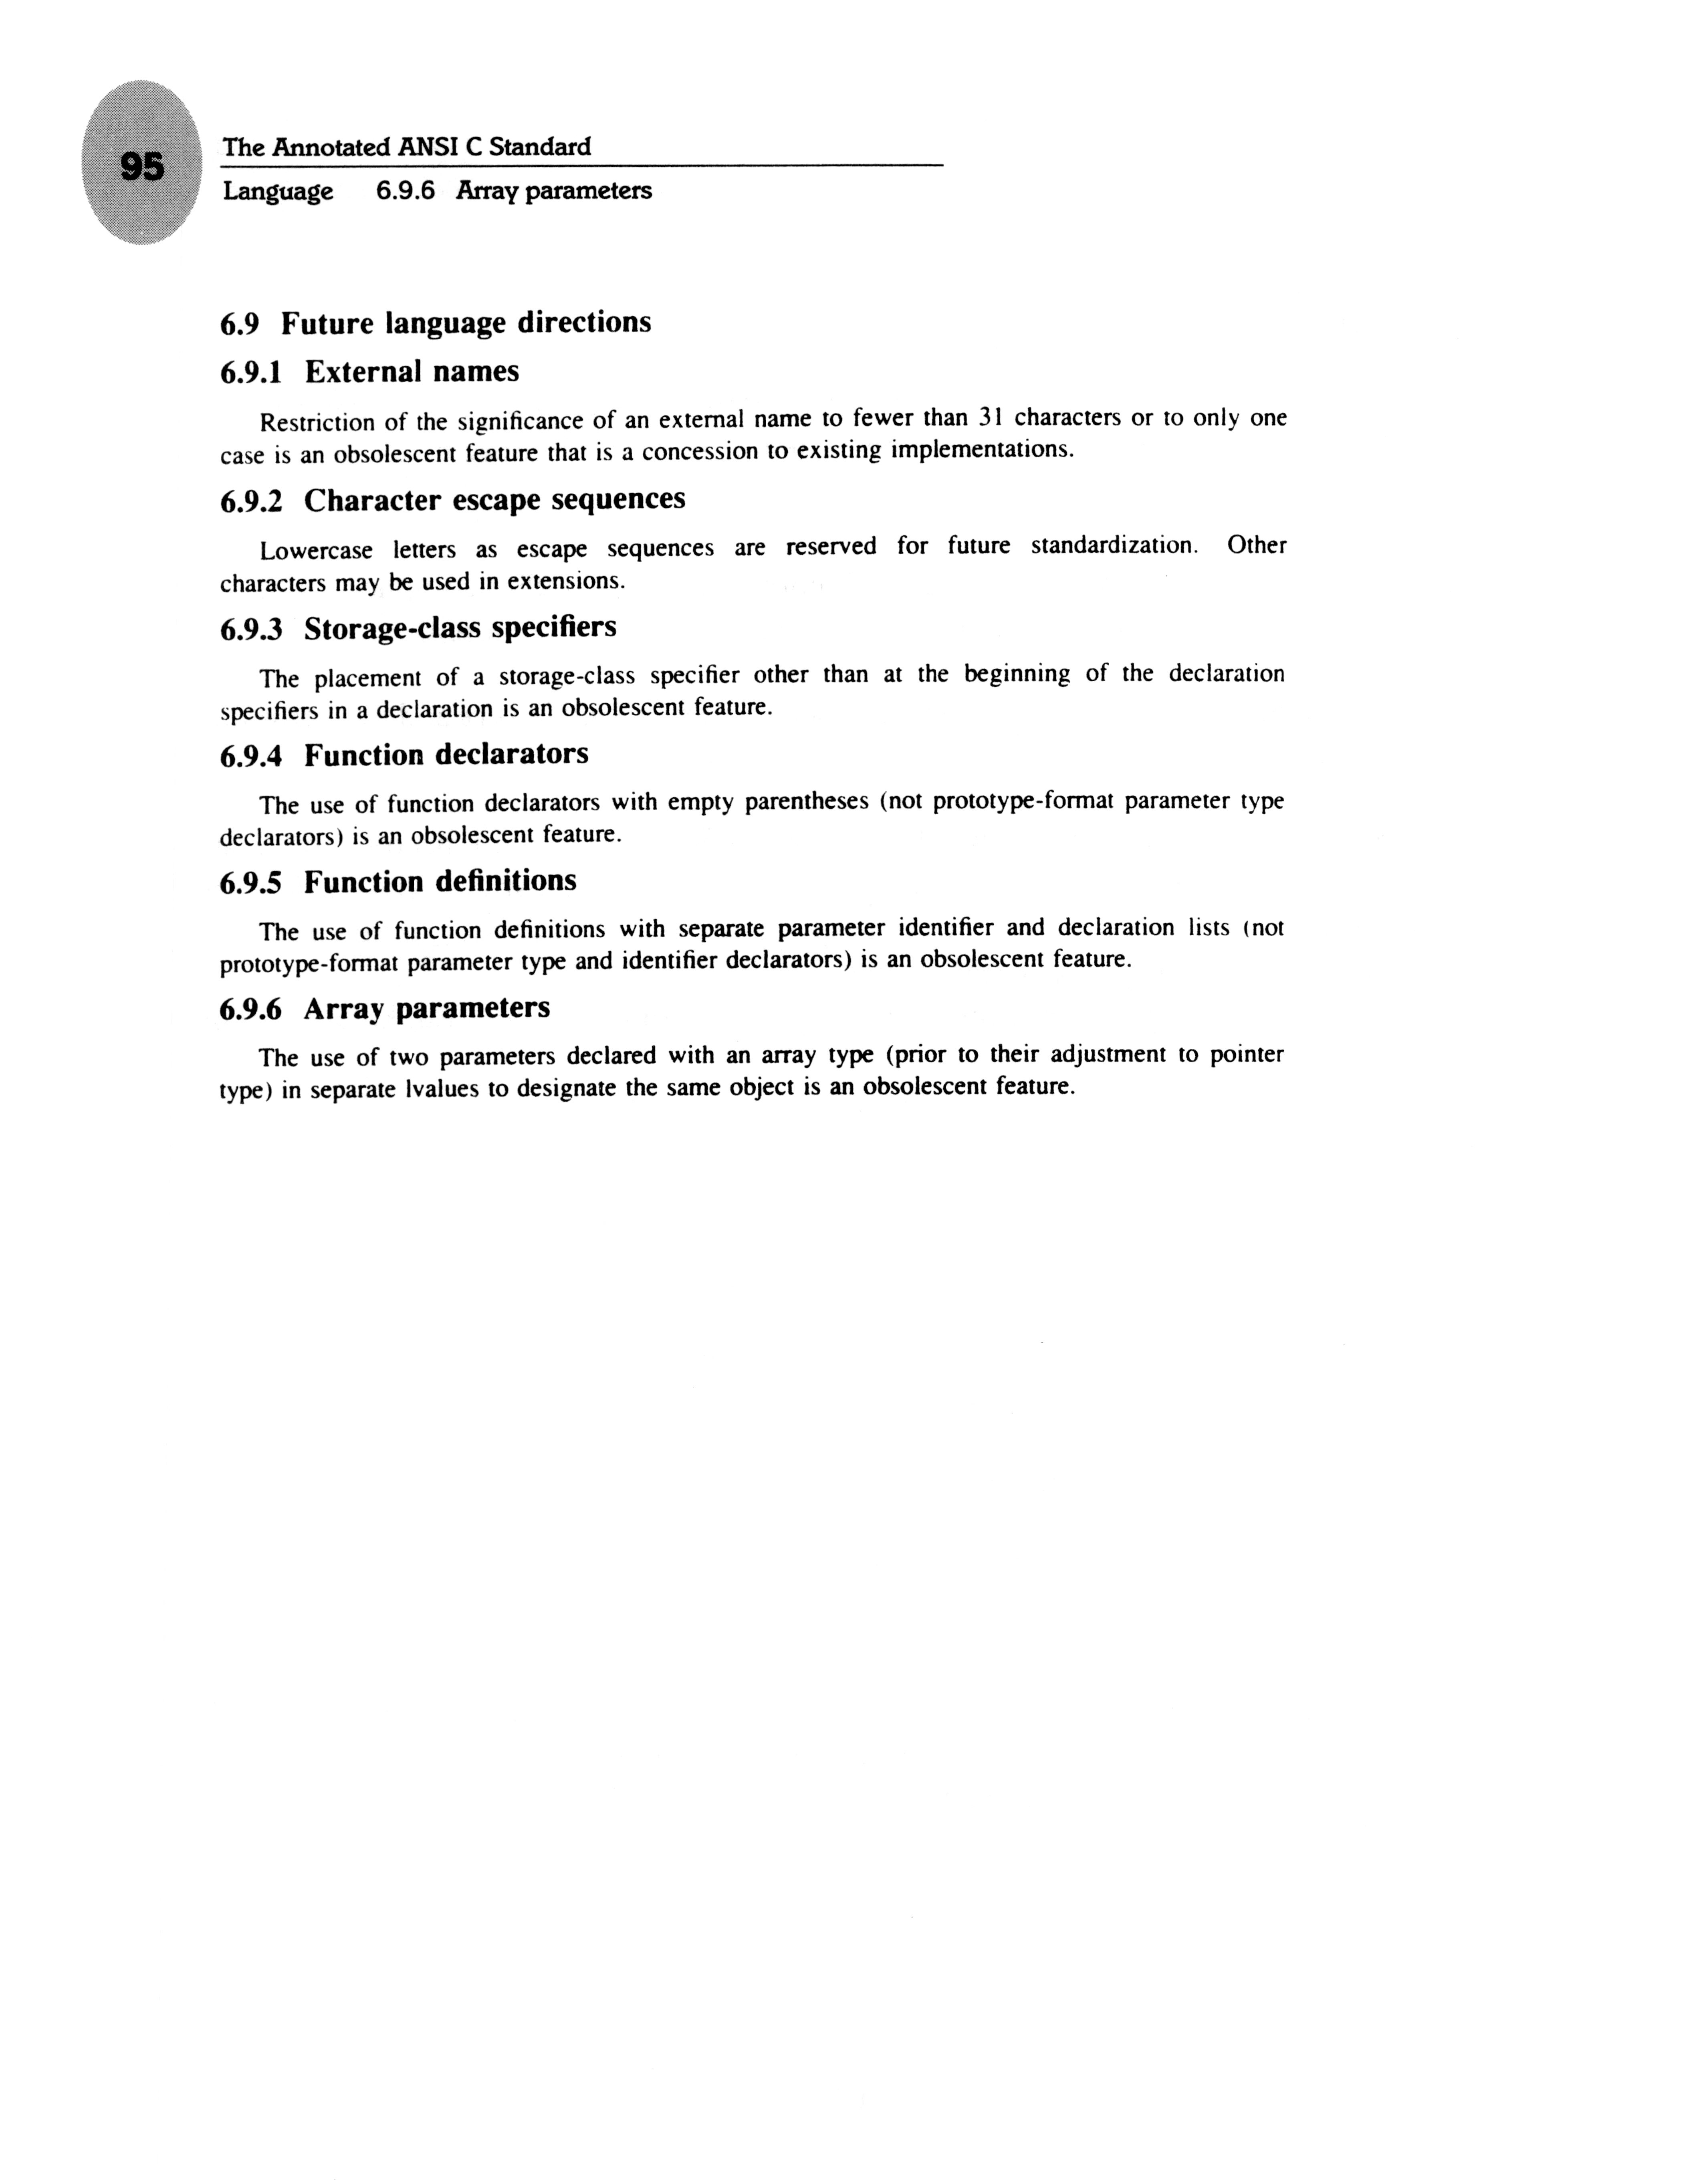 95
The Annotated ANSI C Standard
Language 6.9.6 Array parameters
6.9 Future language directions
6.9.1 External names
Restriction of the significance of an external name to fewer than 31 characters or to only one
case is an obsolescent feature that is a concession to existing implementations.
6.9.2 Character escape sequences
Lowercase letters as escape sequences are reserved for future standardization. Other
characters may be used in extensions.
6.9.3 Storage-class specifiers
The placement of a storage-class specifier other than at the beginning of the declaration
specifiers in a declaration is an obsolescent feature.
6.9.4 Function declarators
The use of function declarators with empty parentheses (not prototype-format parameter type
declarators) is an obsolescent feature.
6.9.5 Function definitions
The use of function definitions with separate parameter identifier and declaration lists (not
prototype-format parameter type and identifier declarators) is an obsolescent feature.
6.9.6 Array parameters
The use of two parameters declared with an array type (prior to their adjustment to pointer
type) in separate lvalues to designate the same object is an obsolescent feature.